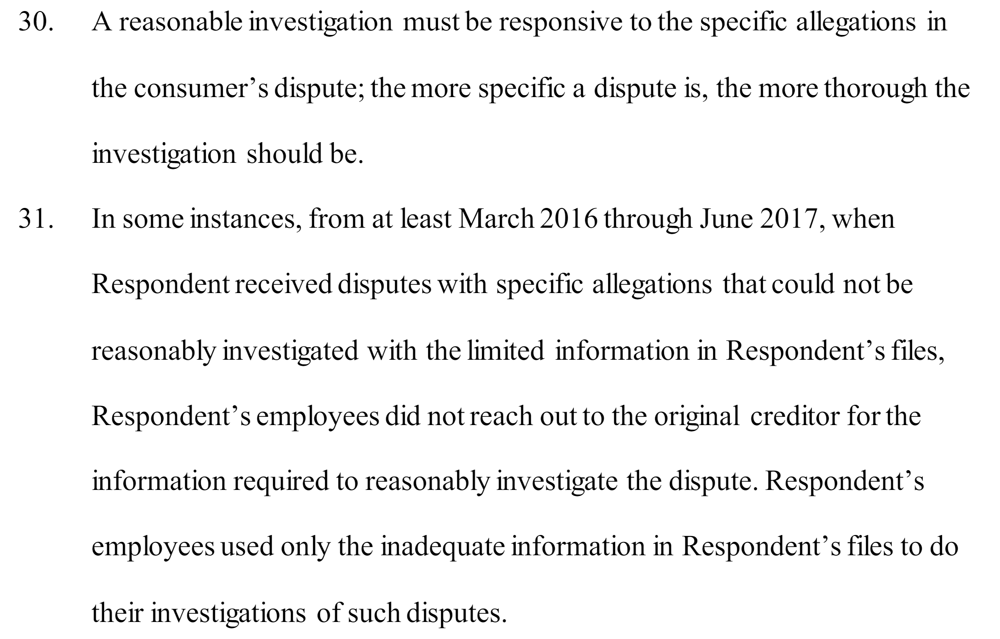 30. A reasonable investigation must be responsive to the specific allegations in
the consumer’s dispute; the more specific a dispute is, the more thorough the
investigation should be.
31. In some instances, from at least March 2016 through June 2017, when
Respondent received disputes with specific allegations that could not be
reasonably investigated with the limited information in Respondent’s files,
Respondent’s employees did not reach out to the original creditor for the
information required to reasonably investigate the dispute. Respondent’s
employees used only the inadequate information in Respondent’s files to do
their investigations of such disputes.